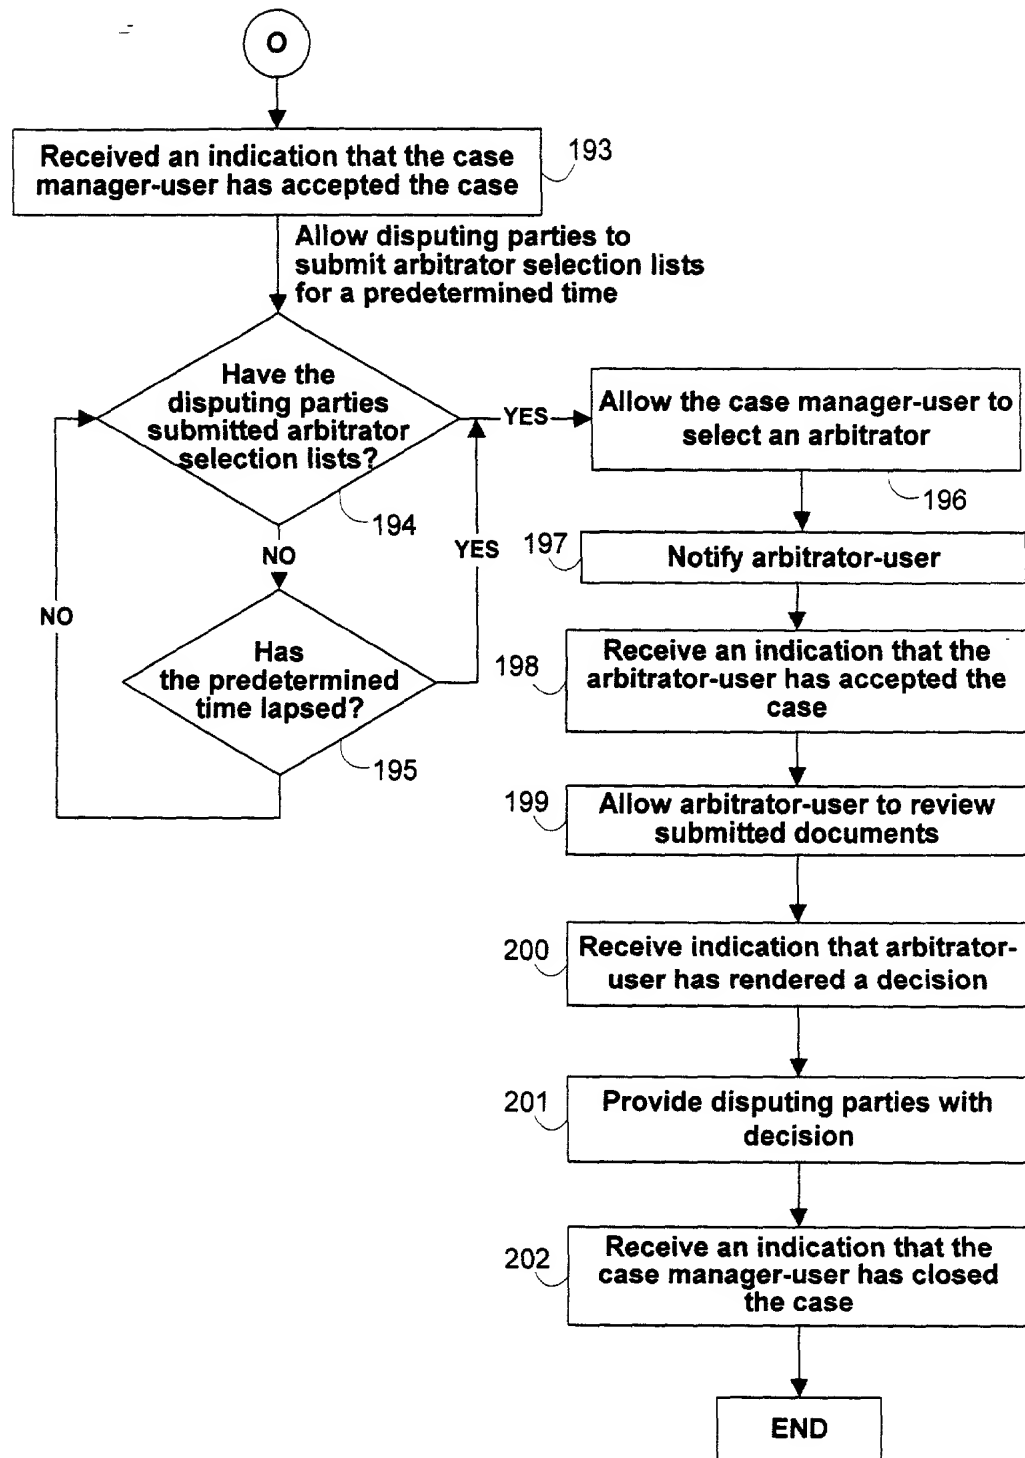 O
Received an indication that the case
manager-user has accepted the case
193
Allow disputing parties to
submit arbitrator selection lists
for a predetermined time
Have the
disputing parties
submitted arbitrator
selection lists?
194
YES
NO
Has
the predetermined
time lapsed?
195
YES
NO
Allow the case manager-user to
select an arbitrator
196
197
Notify arbitrator-user
198
Receive an indication that the
arbitrator-user has accepted the
case
199
Allow arbitrator-user to review
submitted documents
200
Receive indication that arbitrator-
user has rendered a decision
201
Provide disputing parties with
decision
202
Receive an indication that the
case manager-user has closed
the case
END